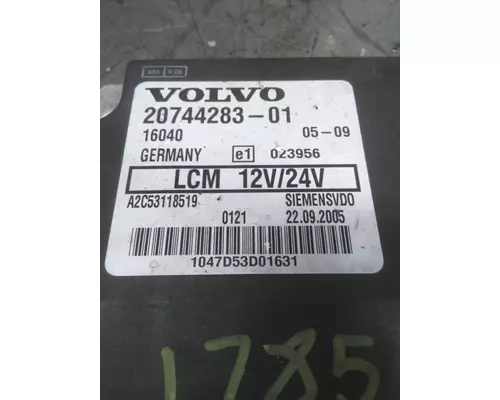 VOLVO
20744283-01
16040 05-09
GERMANY e1 023956
LCM 12V/24V
A2C53118519 SIEMENSVDO
0121 22.09.2005
1047D53D01631
1785